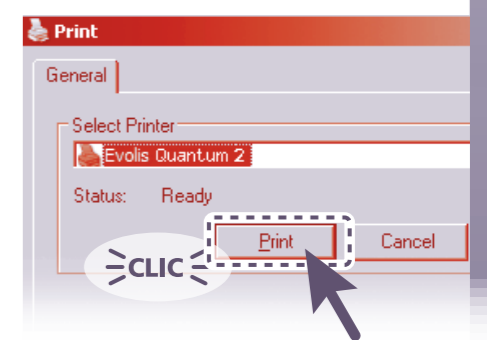 Print
General
Select Printer
Evolis Quantum 2
Status: Ready
Print Cancel
CLIC